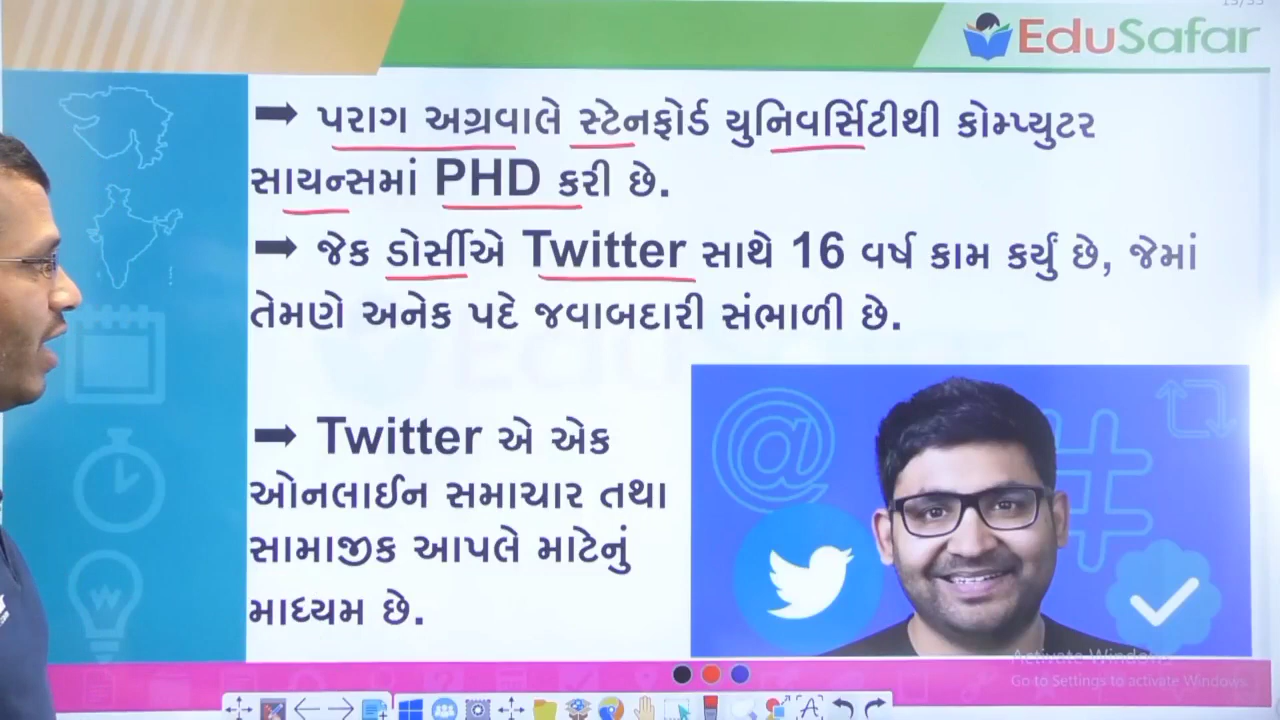 EduSafar
➡ પરાગ અગ્રવાલે સ્ટેનફોર્ડ યુનિવર્સિટીથી કોમ્પ્યુટર
સાયન્સમાં PHD કરી છે.
➡ જેક ડોર્સીએ Twitter સાથે 16 વર્ષ કામ કર્યું છે, જેમાં
તેમણે અનેક પદે જવાબદારી સંભાળી છે.
➡ Twitter એ એક
ઓનલાઈન સમાચાર તથા
સામાજીક આપલે માટેનું
માધ્યમ છે.
Activate Windows
Go to Settings to activate Windows.